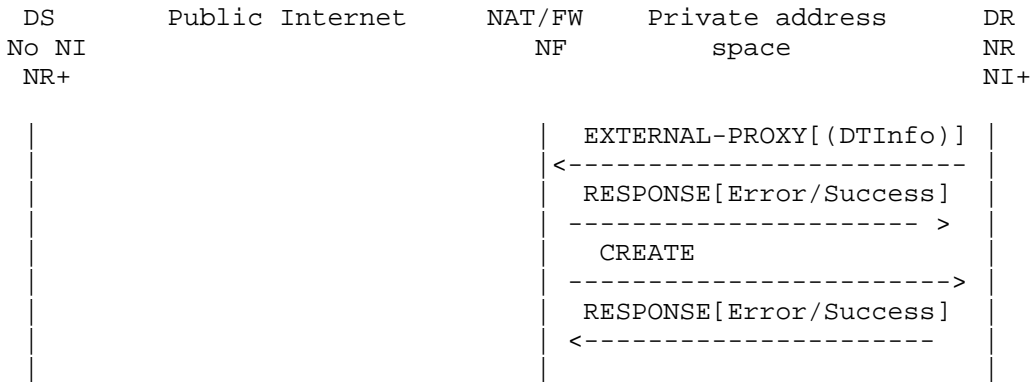 DS Public Internet NAT/FW Private address DR
No NI NF space NR
NR+ NI+
EXTERNAL-PROXY[(DTInfo)]
<-------------------------
RESPONSE[Error/Success]
---------------------- >
CREATE
------------------------>
RESPONSE[Error/Success]
<----------------------